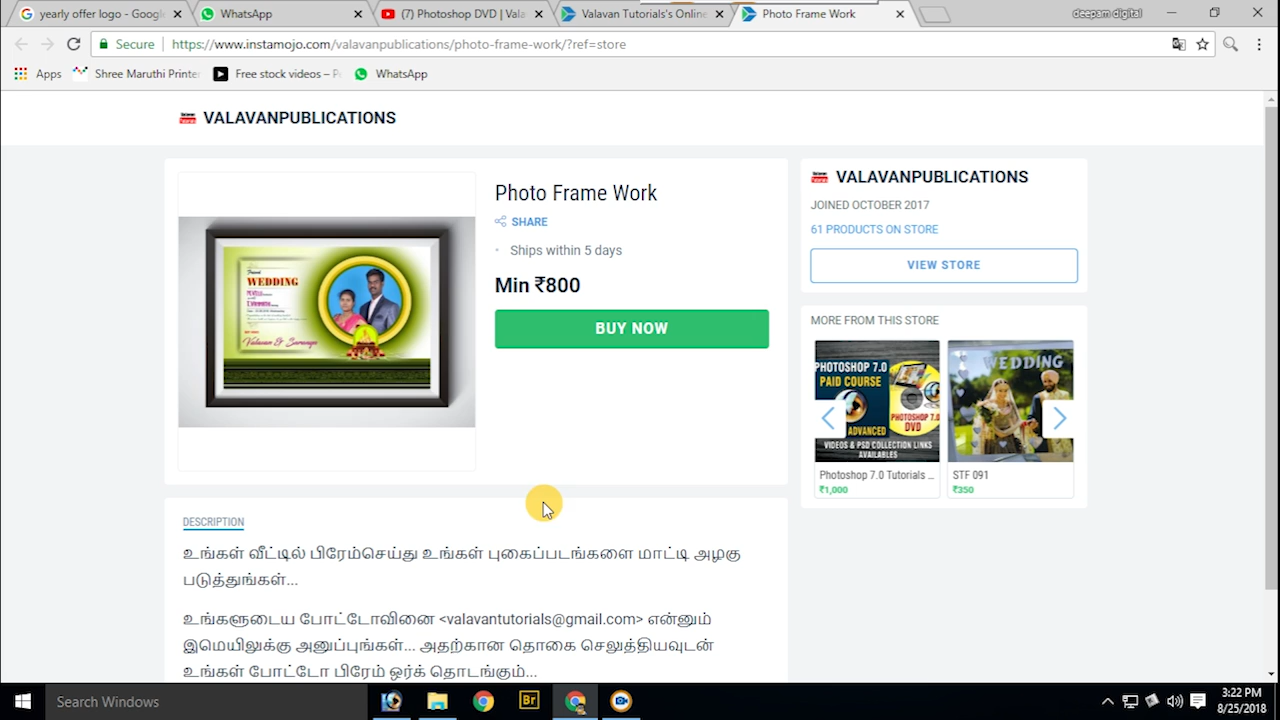 yearly offer logo - Google
WhatsApp
(7) Photoshop DVD | Vala
Valavan Tutorials's Online
Photo Frame Work
deepam digital
Secure
https://www.instamojo.com/valavanpublications/photo-frame-work/?ref=store
Apps
Shree Maruthi Printer
Free stock videos – P
WhatsApp
VALAVANPUBLICATIONS
WEDDING
Valavan & Saranya
Photo Frame Work
SHARE
Ships within 5 days
Min ₹800
BUY NOW
VALAVANPUBLICATIONS
JOINED OCTOBER 2017
61 PRODUCTS ON STORE
VIEW STORE
MORE FROM THIS STORE
PHOTOSHOP 7.0
PAID COURSE
ADVANCED
PHOTOSHOP 7.0
DVD
VIDEOS & PSD COLLECTION LINKS
AVAILABLES
Photoshop 7.0 Tutorials ...
₹1,000
WEDDING
STF 091
₹350
DESCRIPTION
உங்கள் வீட்டில் பிரேம்செய்து உங்கள் புகைப்படங்களை மாட்டி அழகு
படுத்துங்கள்...
உங்களுடைய போட்டோவினை <valavantutorials@gmail.com> என்னும்
இமெயிலுக்கு அனுப்புங்கள்... அதற்கான தொகை செலுத்தியவுடன்
உங்கள் போட்டோ பிரேம் ஒர்க் தொடங்கும்...
Search Windows
Br
3:22 PM
8/25/2018